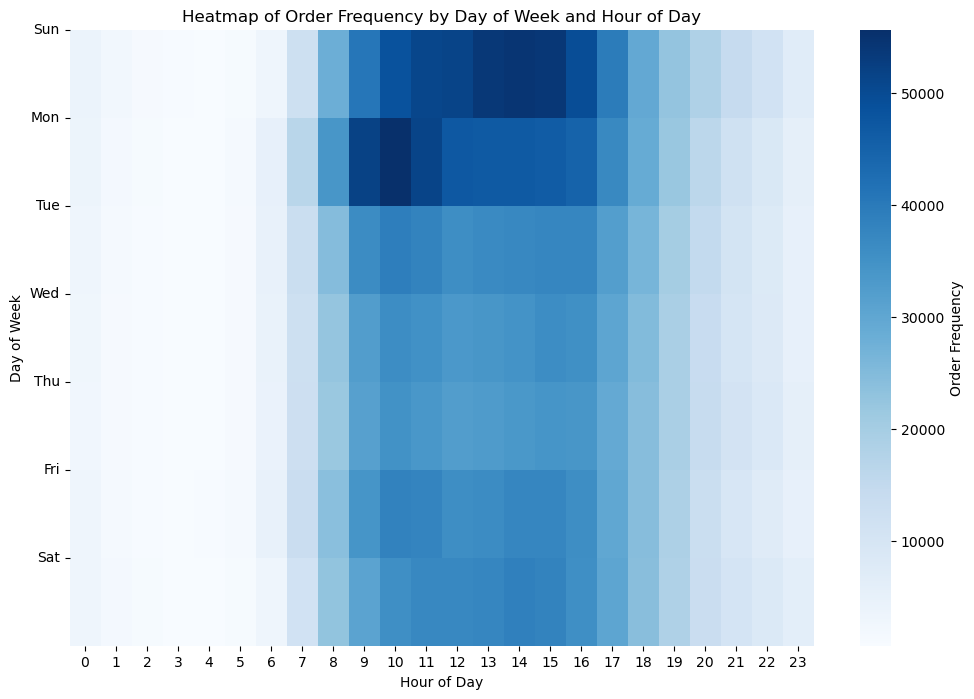 Heatmap of Order Frequency by Day of Week and Hour of Day
Sun
Mon
Tue
Wed
Thu
Fri
Sat
Day of Week
0 1 2 3 4 5 6 7 8 9 10 11 12 13 14 15 16 17 18 19 20 21 22 23
Hour of Day
50000
40000
30000
20000
10000
Order Frequency